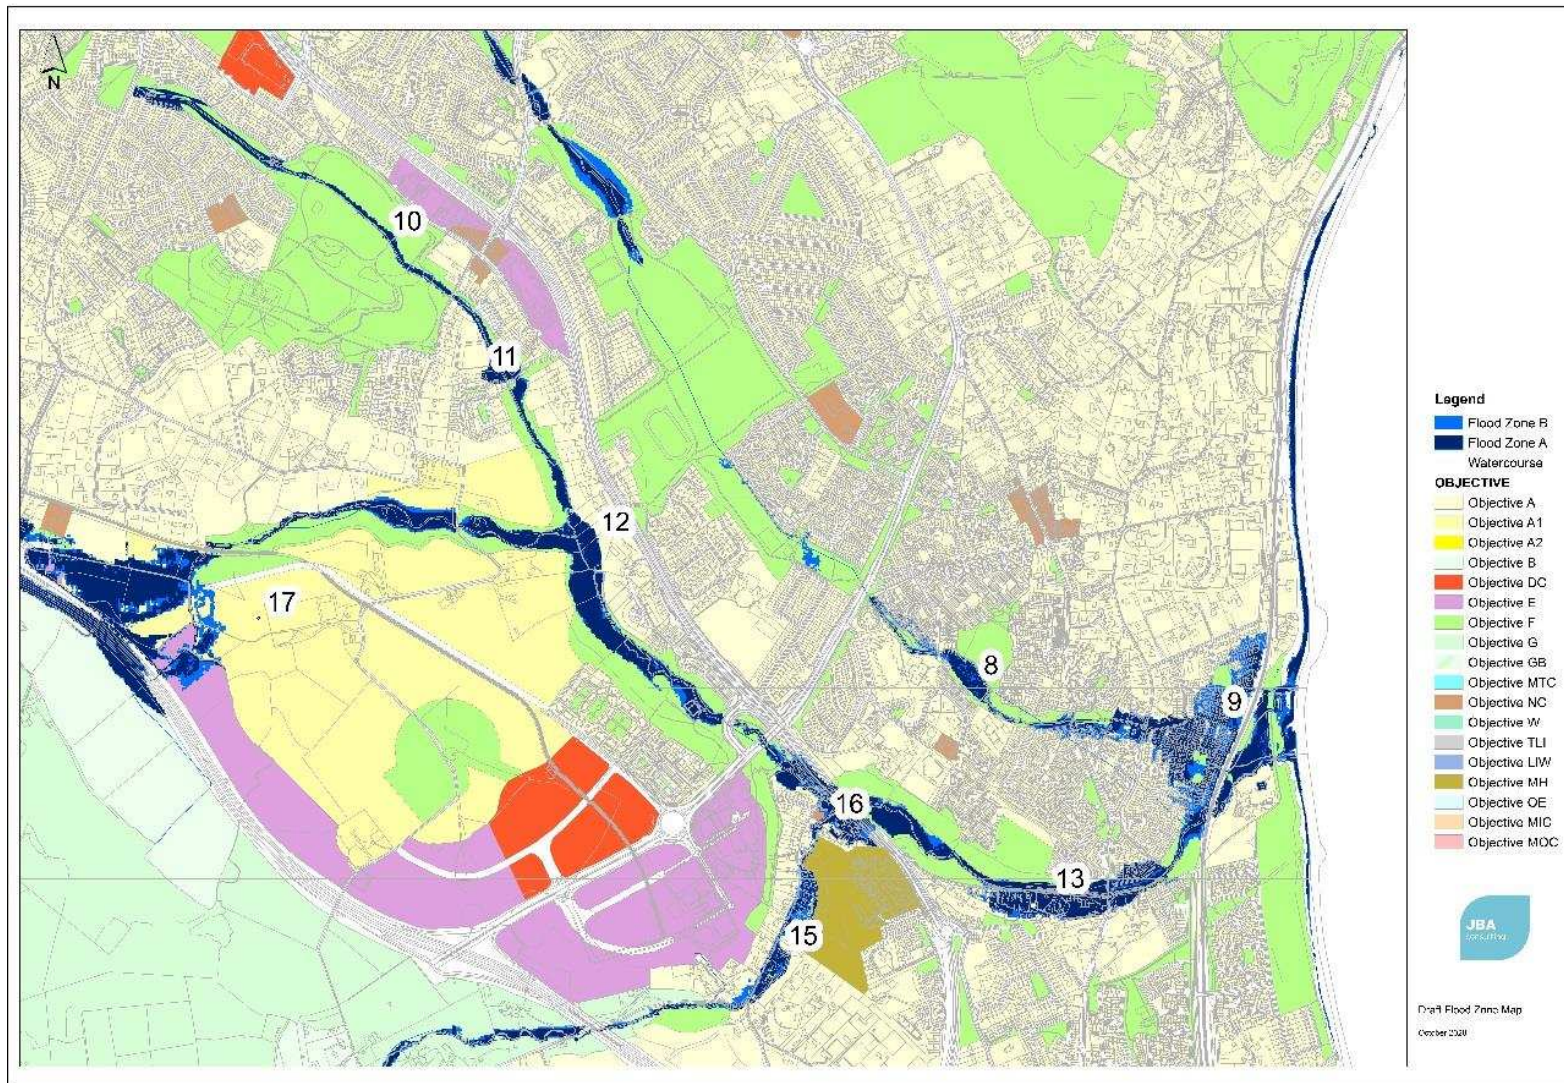 N
10
11
12
17
8
9
16
13
15
Legend
Flood Zone B
Flood Zone A
Watercourse
OBJECTIVE
Objective A
Objective A1
Objective A2
Objective B
Objective DC
Objective E
Objective F
Objective G
Objective GB
Objective MTC
Objective NC
Objective W
Objective TLI
Objective LIW
Objective MH
Objective OE
Objective MIC
Objective MOC
JBA
consulting
Draft Flood Zone Map
October 2020